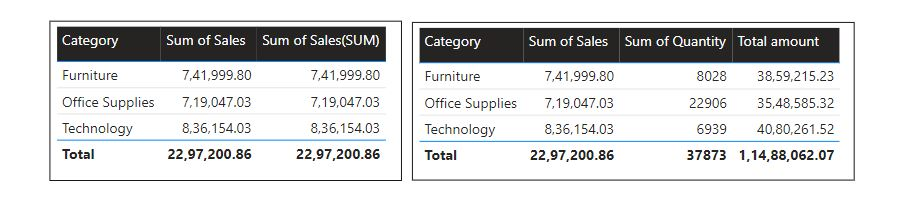 Category Sum of Sales Sum of Sales(SUM)
Furniture 7,41,999.80 7,41,999.80
Office Supplies 7,19,047.03 7,19,047.03
Technology 8,36,154.03 8,36,154.03
Total 22,97,200.86 22,97,200.86
Category Sum of Sales Sum of Quantity Total amount
Furniture 7,41,999.80 8028 38,59,215.23
Office Supplies 7,19,047.03 22906 35,48,585.32
Technology 8,36,154.03 6939 40,80,261.52
Total 22,97,200.86 37873 1,14,88,062.07